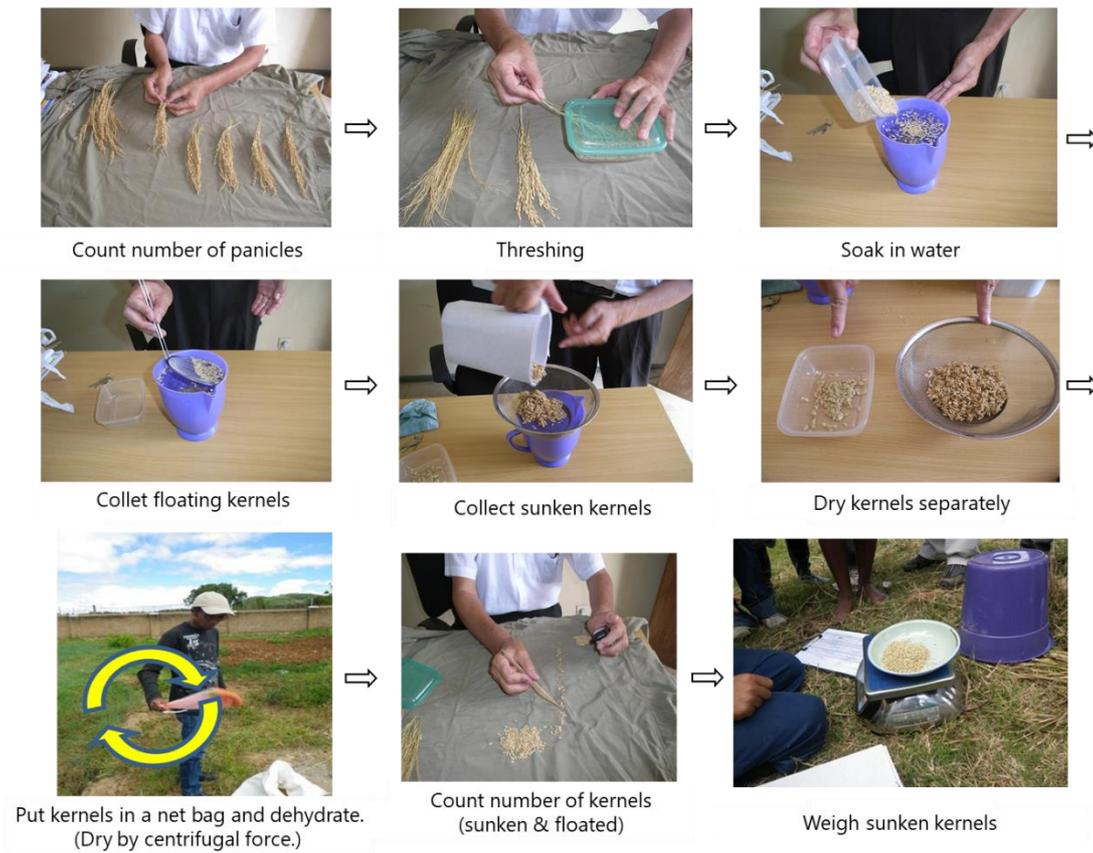 Count number of panicles
Threshing
Soak in water
Collet floating kernels
Collect sunken kernels
Dry kernels separately
Put kernels in a net bag and dehydrate.
(Dry by centrifugal force.)
Count number of kernels
(sunken & floated)
Weigh sunken kernels